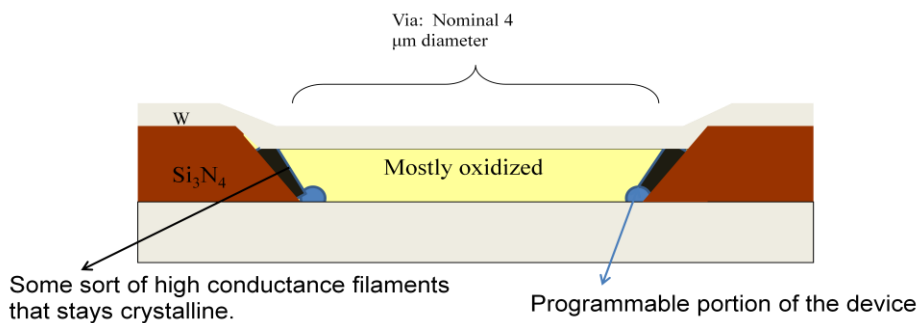 Via: Nominal 4
μm diameter
W
Si3N4
Mostly oxidized
Some sort of high conductance filaments
that stays crystalline.
Programmable portion of the device